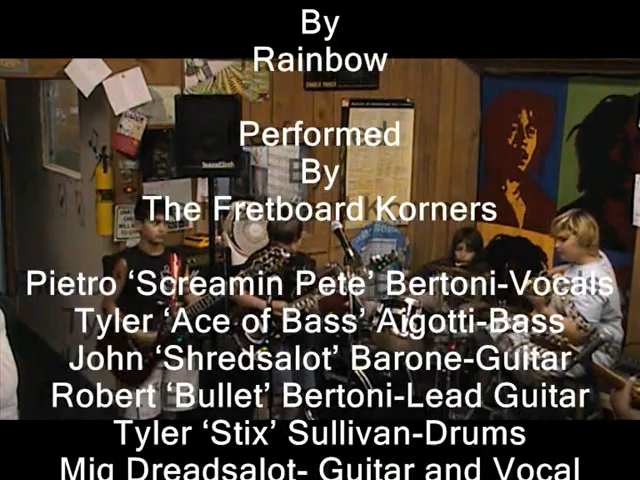 By
Rainbow
Performed
By
The Fretboard Korners
Pietro ‘Screamin Pete’ Bertoni-Vocals
Tyler ‘Ace of Bass’ Aigotti-Bass
John ‘Shredsalot’ Barone-Guitar
Robert ‘Bullet’ Bertoni-Lead Guitar
Tyler ‘Stix’ Sullivan-Drums
Mig Dreadsalot- Guitar and Vocal